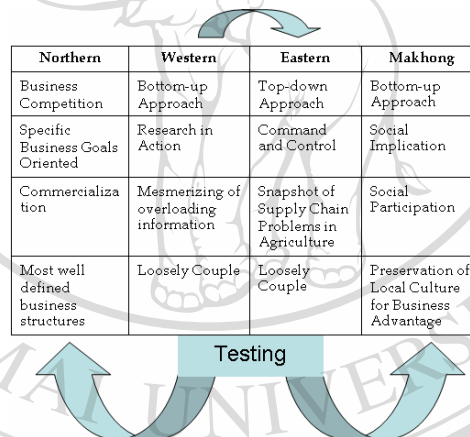 Northern Western Eastern Makhong
Business Competition Bottom-up Approach Top-down Approach Bottom-up Approach
Specific Business Goals Oriented Research in Action Command and Control Social Implication
Commercializa tion Mesmerizing of overloading information Snapshot of Supply Chain Problems in Agriculture Social Participation
Most well defined business structures Loosely Couple Loosely Couple Preservation of Local Culture for Business Advantage
Testing
MAI UNIVERS